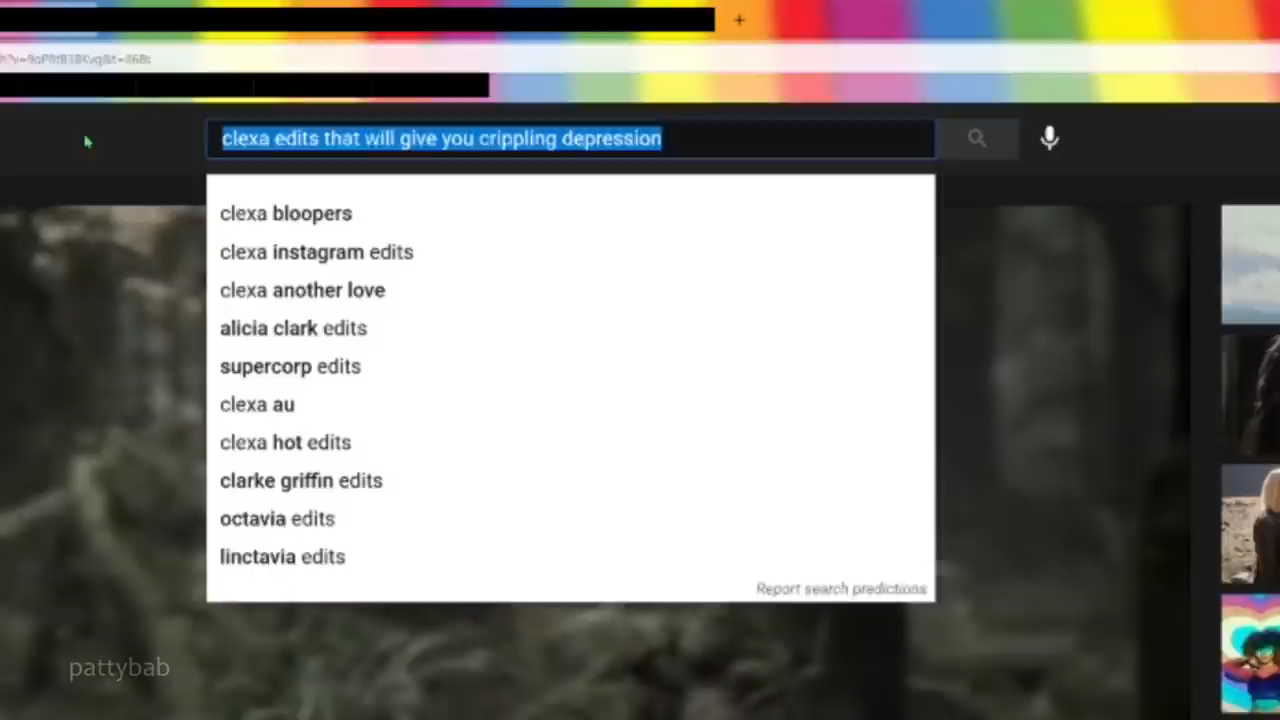 +
clexa edits that will give you crippling depression
clexa bloopers
clexa instagram edits
clexa another love
alicia clark edits
supercorp edits
clexa au
clexa hot edits
clarke griffin edits
octavia edits
linctavia edits
Report search predictions
pattybab